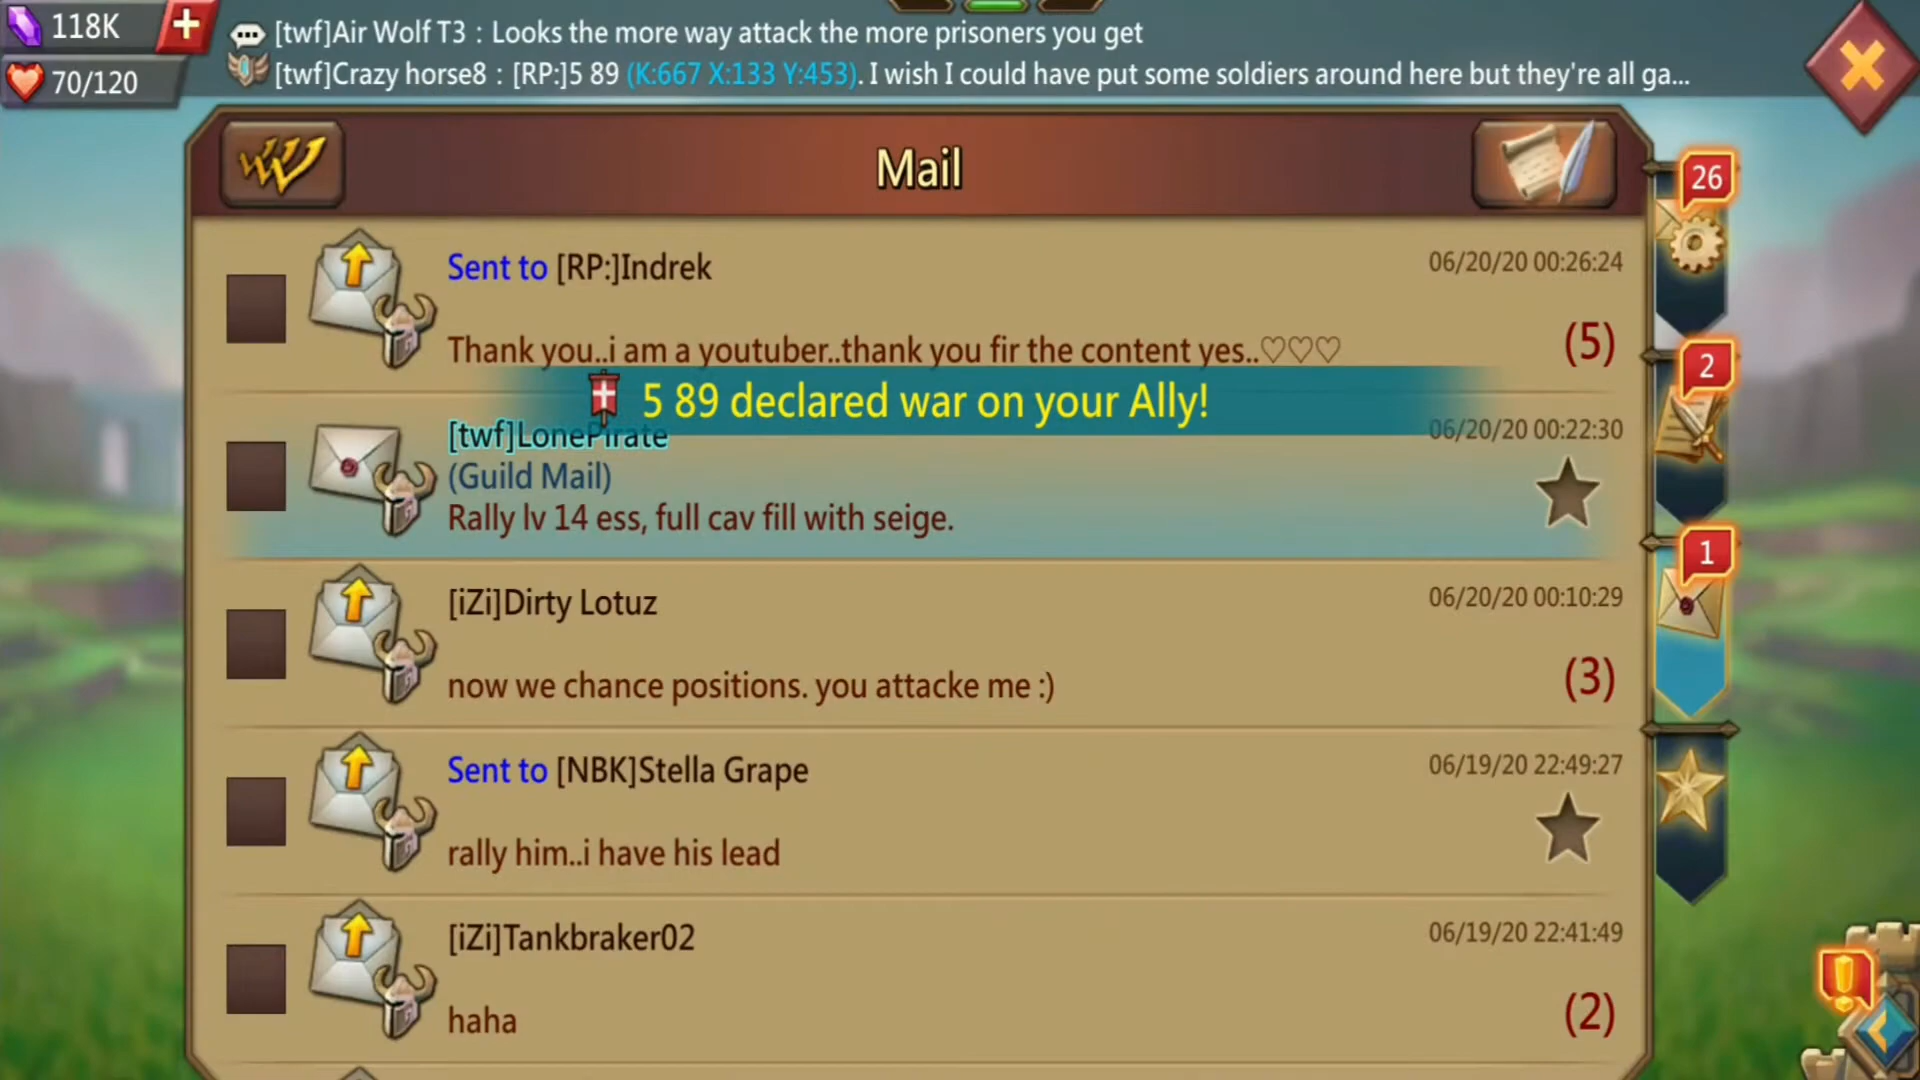 118K
70/120
[twf]Air Wolf T3 : Looks the more way attack the more prisoners you get
[twf]Crazy horse8 : [RP:]5 89 (K:667 X:133 Y:453). I wish I could have put some soldiers around here but they're all ga...
Mail
26
Sent to [RP:]Indrek
06/20/20 00:26:24
Thank you..i am a youtuber..thank you fir the content yes..♡♡♡
(5)
2
5 89 declared war on your Ally!
[twf]LonePirate
06/20/20 00:22:30
(Guild Mail)
Rally lv 14 ess, full cav fill with seige.
1
[iZi]Dirty Lotuz
06/20/20 00:10:29
now we chance positions. you attacke me :)
(3)
Sent to [NBK]Stella Grape
06/19/20 22:49:27
rally him..i have his lead
[iZi]Tankbraker02
06/19/20 22:41:49
haha
(2)